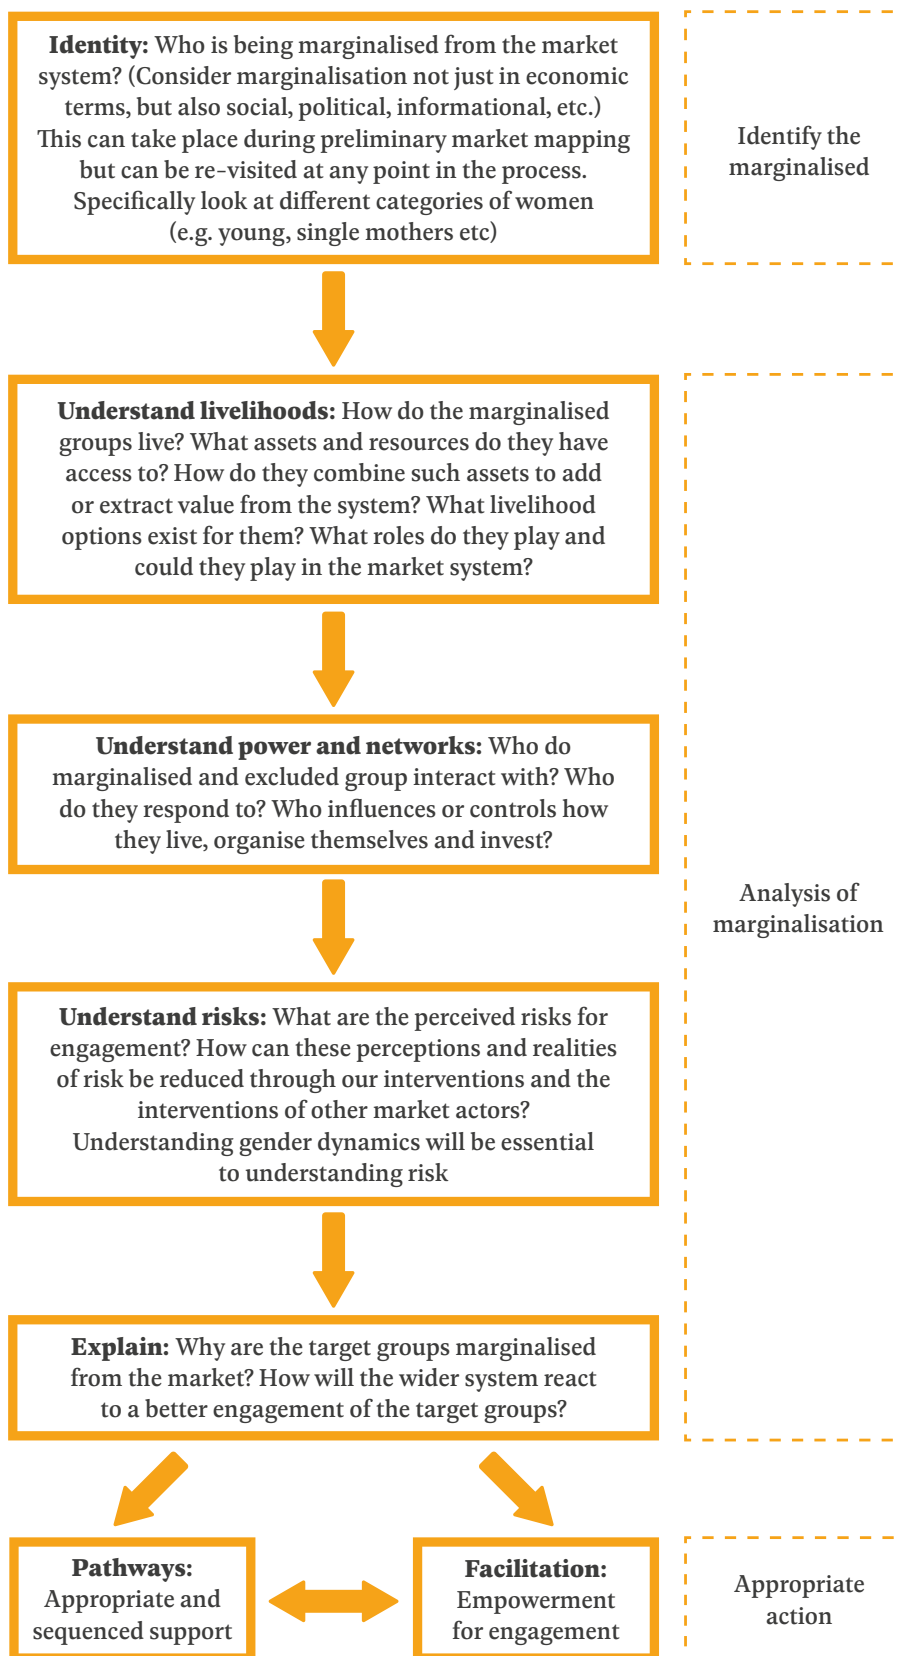 Identity: Who is being marginalised from the market
system? (Consider marginalisation not just in economic
terms, but also social, political, informational, etc.)
This can take place during preliminary market mapping
but can be re-visited at any point in the process.
Specifically look at different categories of women
(e.g. young, single mothers etc)
Identify the
marginalised
Understand livelihoods: How do the marginalised
groups live? What assets and resources do they have
access to? How do they combine such assets to add
or extract value from the system? What livelihood
options exist for them? What roles do they play and
could they play in the market system?
Understand power and networks: Who do
marginalised and excluded group interact with? Who
do they respond to? Who influences or controls how
they live, organise themselves and invest?
Analysis of
marginalisation
Understand risks: What are the perceived risks for
engagement? How can these perceptions and realities
of risk be reduced through our interventions and the
interventions of other market actors?
Understanding gender dynamics will be essential
to understanding risk
Explain: Why are the target groups marginalised
from the market? How will the wider system react
to a better engagement of the target groups?
Pathways:
Appropriate and
sequenced support
Facilitation:
Empowerment
for engagement
Appropriate
action